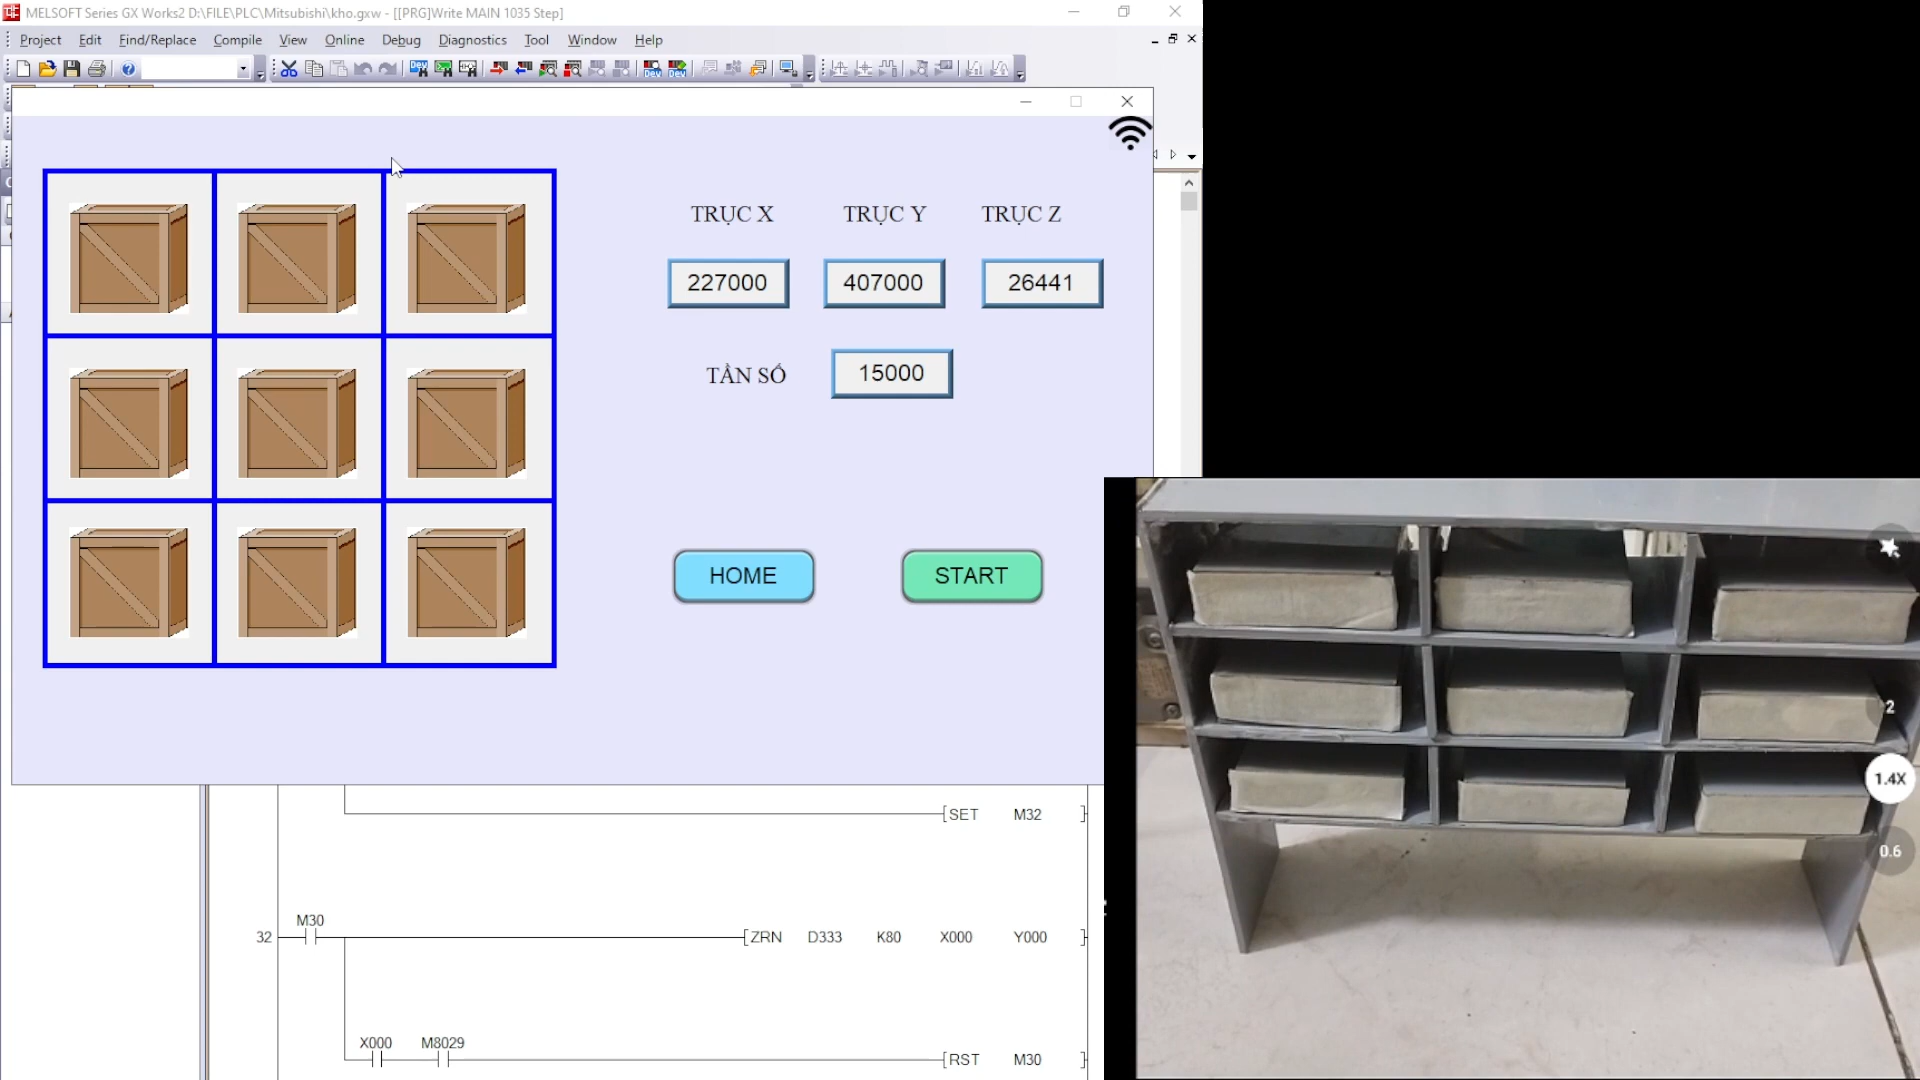 MELSOFT Series GX Works2 D:\FILE\PLC\Mitsubishi\kho.gxw - [[PRG]Write MAIN 1035 Step]
Project Edit Find/Replace Compile View Online Debug Diagnostics Tool Window Help
TRỤC X TRỤC Y TRỤC Z
227000 407000 26441
TẦN SỐ 15000
HOME START
SET M32
M30
32 ZRN D333 K80 X000 Y000
X000 M8029
RST M30
2
1.4X
0.6